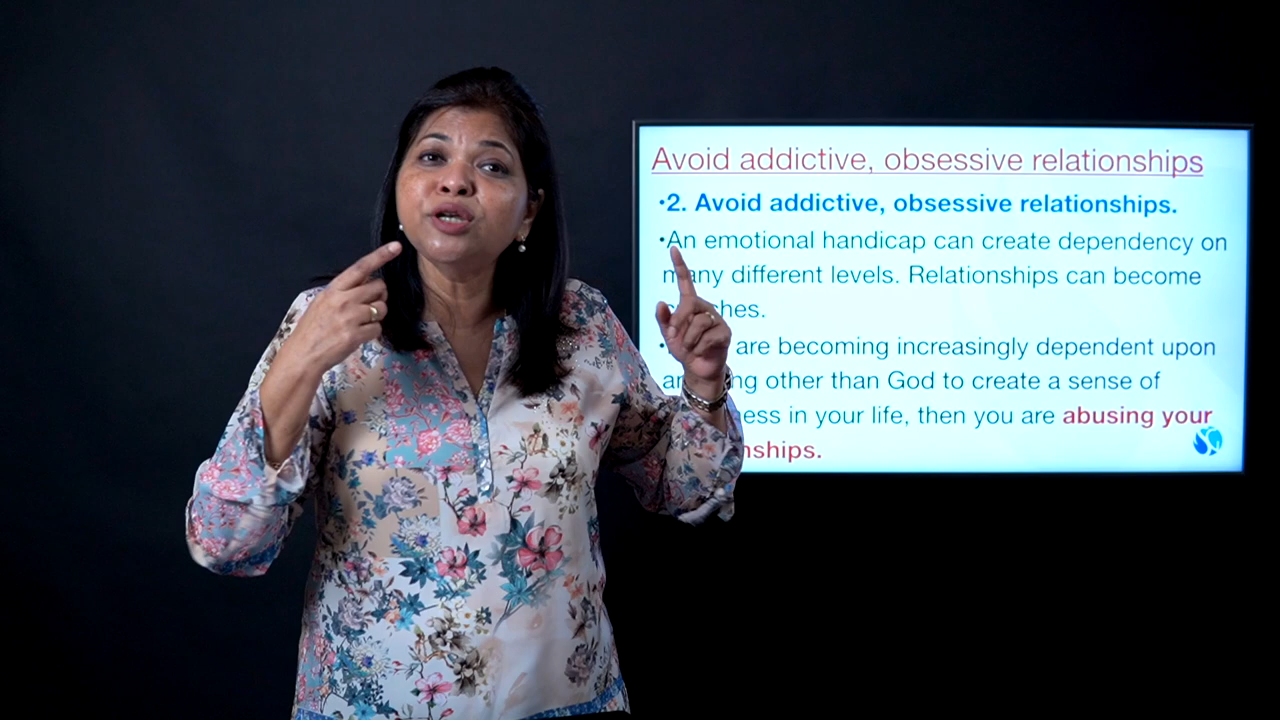 Avoid addictive, obsessive relationships
•2. Avoid addictive, obsessive relationships.
•An emotional handicap can create dependency on
many different levels. Relationships can become
are becoming increasingly dependent upon
other than God to create a sense of
in your life, then you are abusing your